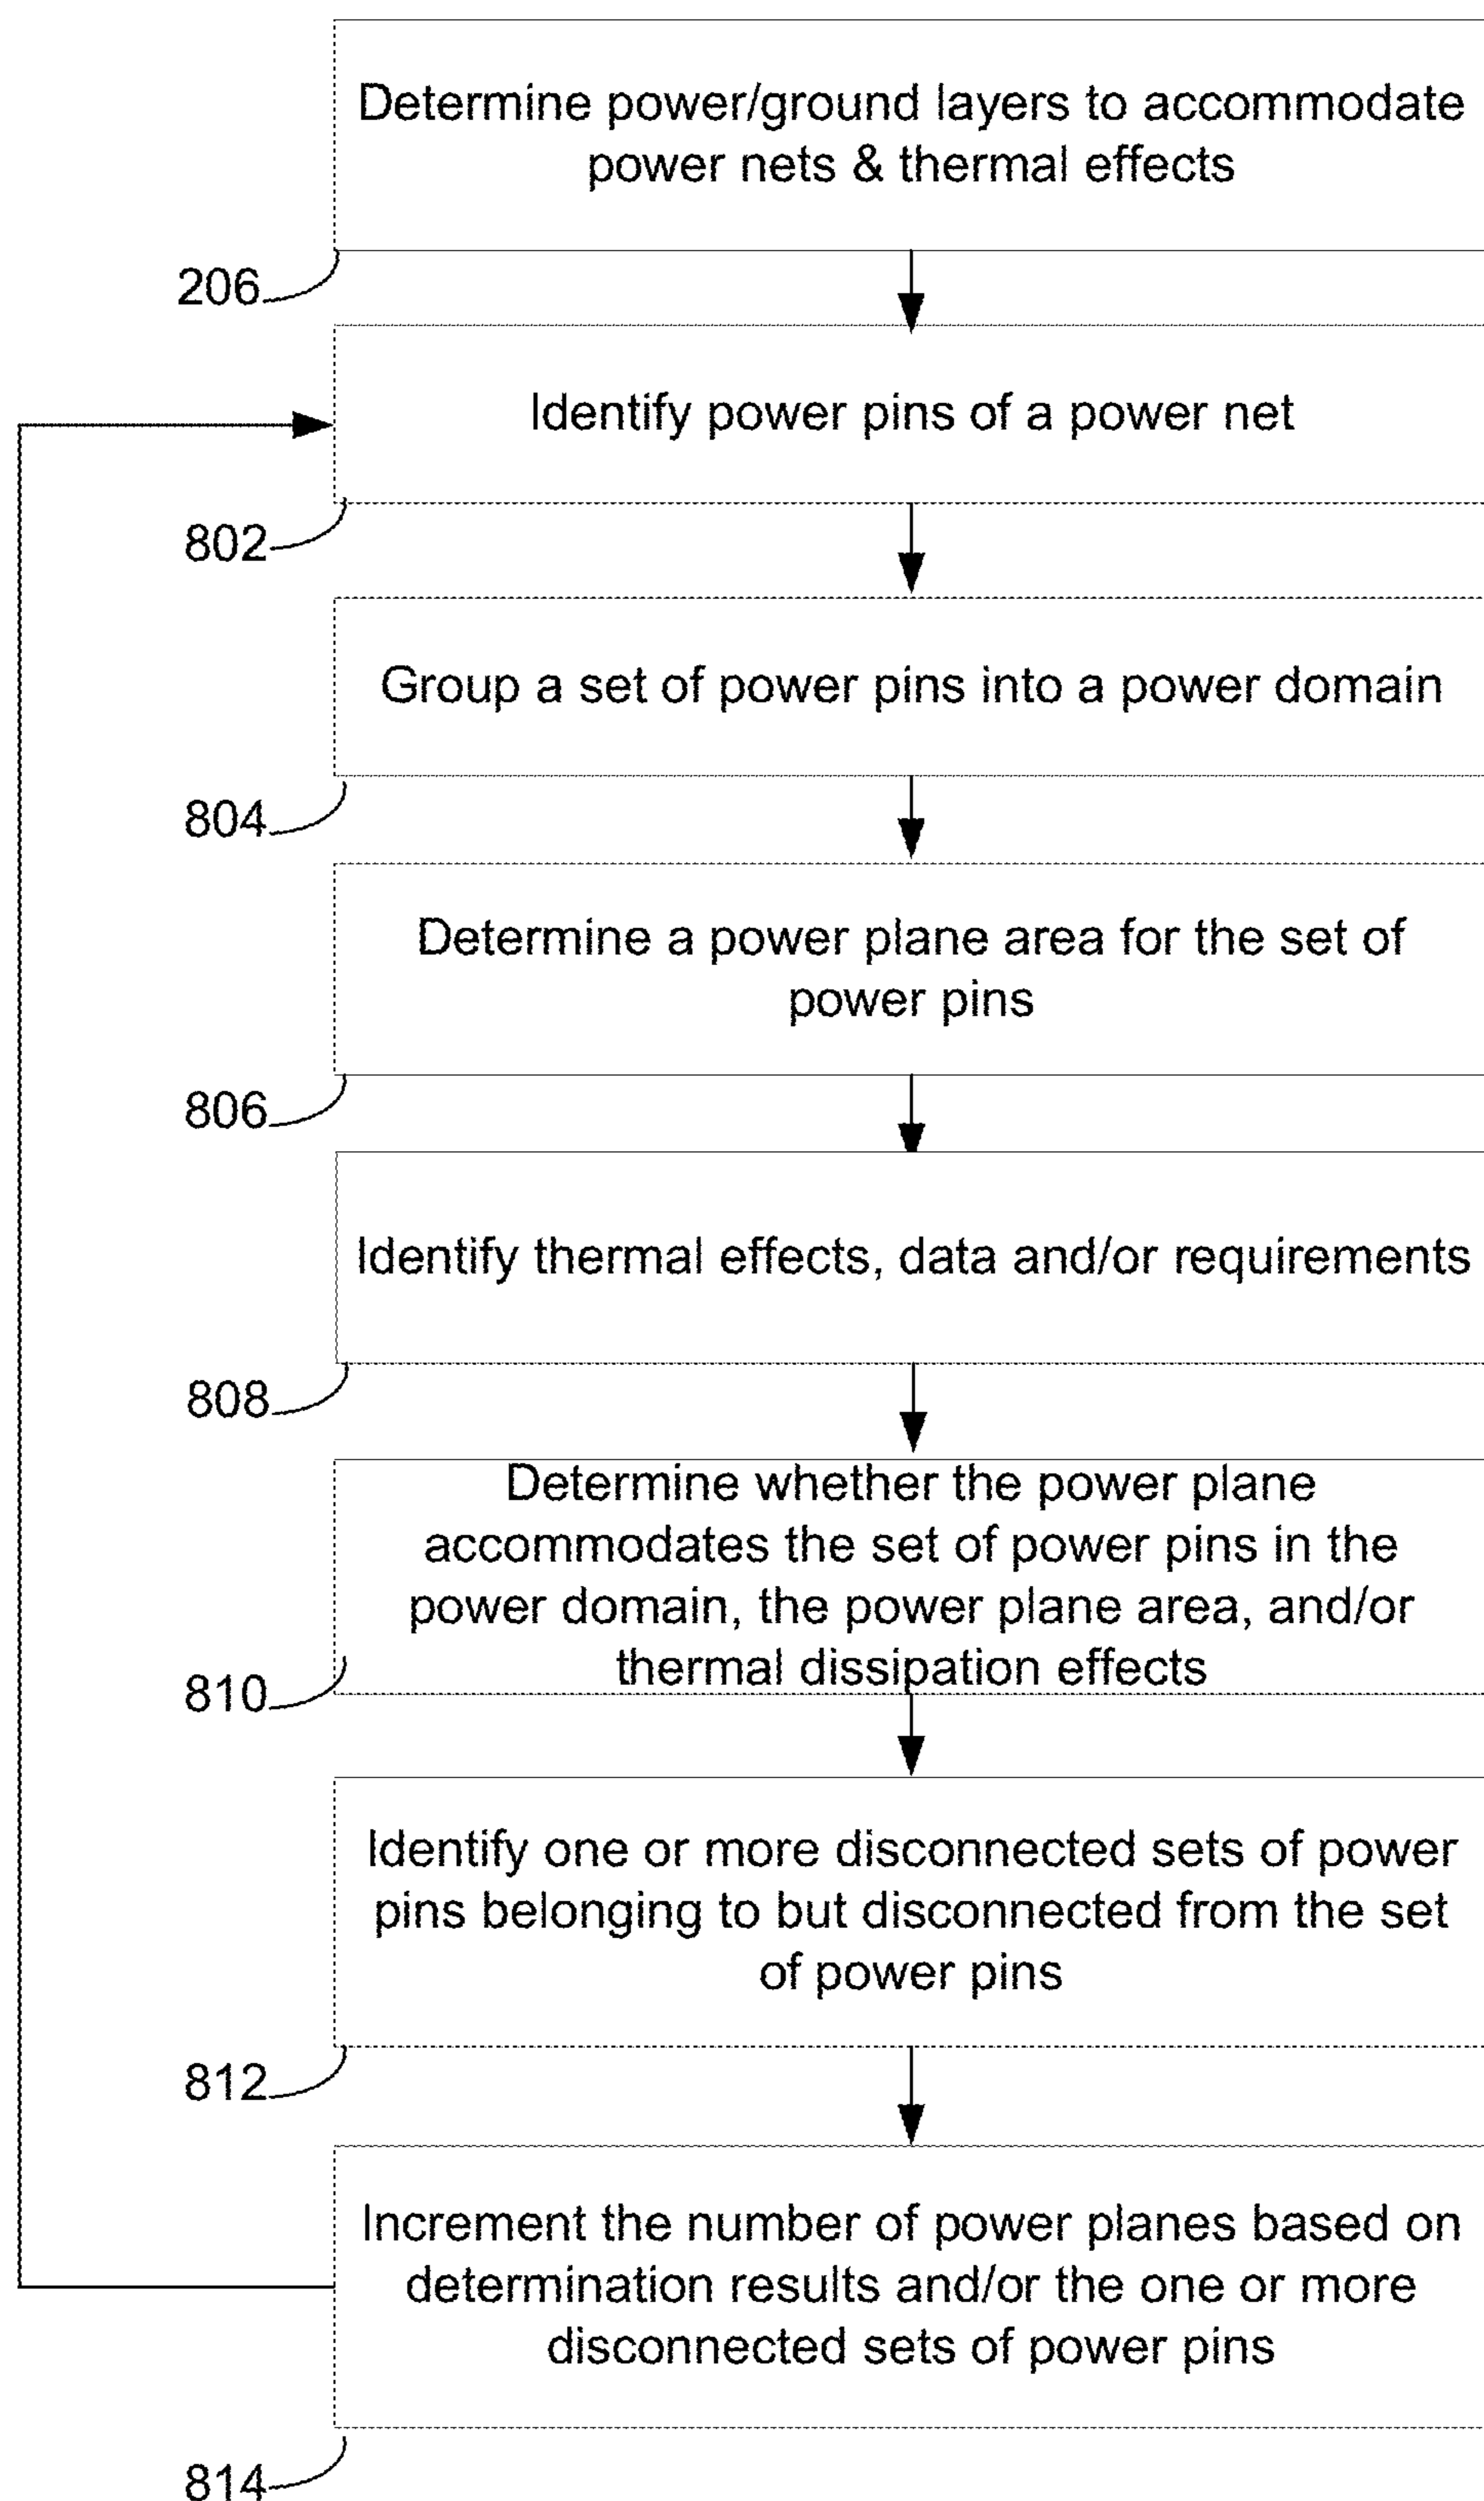 Determine power/ground layers to accommodate
power nets & thermal effects
206
Identify power pins of a power net
802
Group a set of power pins into a power domain
804
Determine a power plane area for the set of
power pins
806
Identify thermal effects, data and/or requirements
808
Determine whether the power plane
accommodates the set of power pins in the
power domain, the power plane area, and/or
thermal dissipation effects
810
Identify one or more disconnected sets of power
pins belonging to but disconnected from the set
of power pins
812
Increment the number of power planes based on
determination results and/or the one or more
disconnected sets of power pins
814